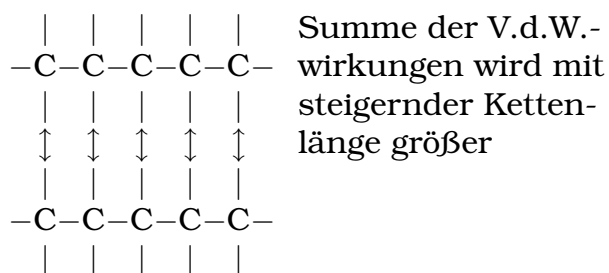 Summe der V.d.W.-
–C–C–C–C–C– wirkungen wird mit
steigernder Ketten-
länge größer
–C–C–C–C–C–